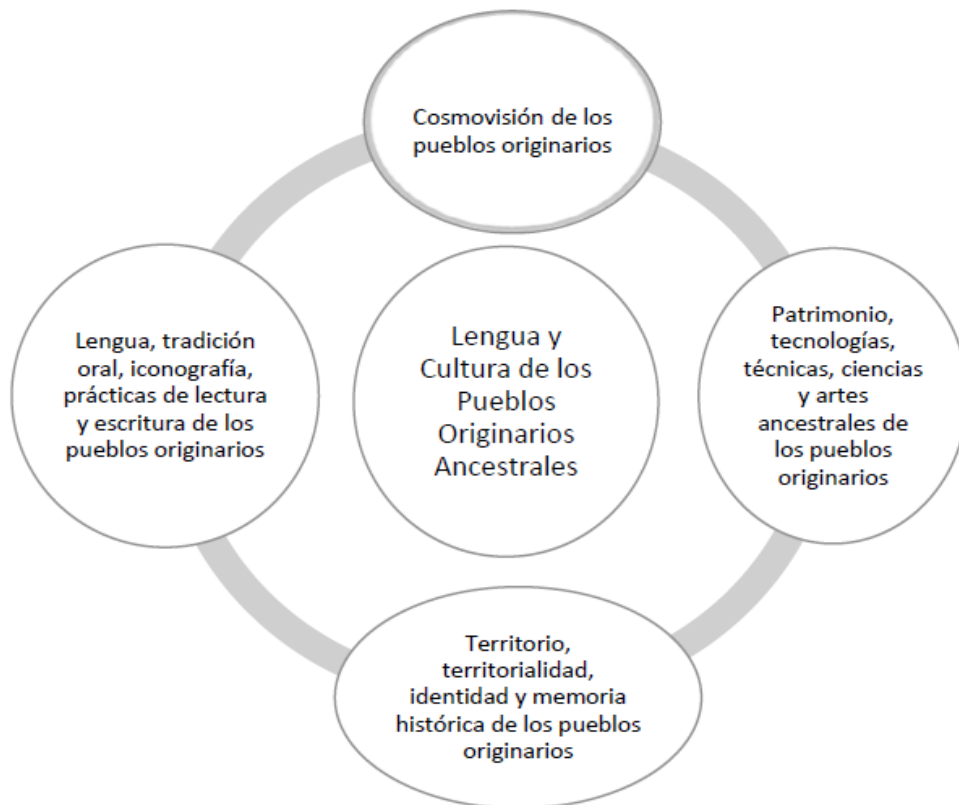 Cosmovisión de los
pueblos originarios
Lengua, tradición
oral, iconografía,
prácticas de lectura
y escritura de los
pueblos originarios
Lengua y
Cultura de los
Pueblos
Originarios
Ancestrales
Patrimonio,
tecnologías,
técnicas, ciencias
y artes
ancestrales de
los pueblos
originarios
Territorio,
territorialidad,
identidad y memoria
histórica de los pueblos
originarios